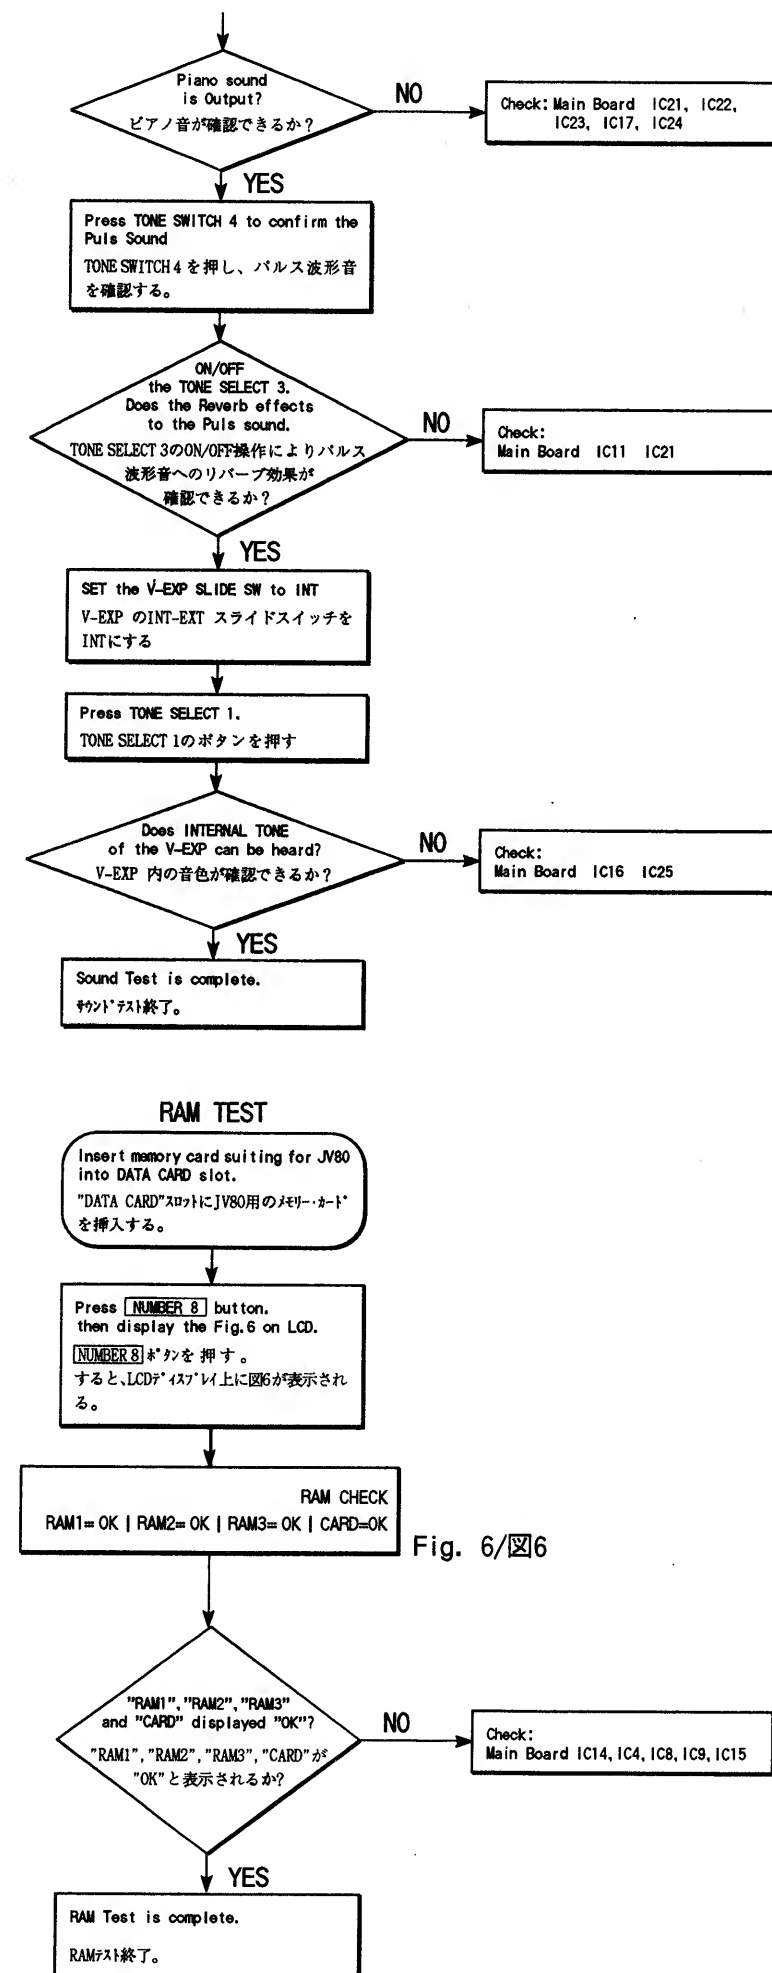 Piano sound
is Output?
ピアノ音が確認できるか？
NO
Check: Main Board IC21, IC22,
IC23, IC17, IC24
YES
Press TONE SWITCH 4 to confirm the
Puls Sound
TONE SWITCH 4 を押し、パルス波形音
を確認する。
ON/OFF
the TONE SELECT 3.
Does the Reverb effects
to the Puls sound.
TONE SELECT 3のON/OFF操作によりパルス
波形音へのリバーブ効果が
確認できるか？
NO
Check:
Main Board IC11 IC21
YES
SET the V-EXP SLIDE SW to INT
V-EXP のINT-EXT スライドスイッチを
INTにする
Press TONE SELECT 1.
TONE SELECT 1のボタンを押す
Does INTERNAL TONE
of the V-EXP can be heard?
V-EXP 内の音色が確認できるか？
NO
Check:
Main Board IC16 IC25
YES
Sound Test is complete.
ｻｳﾝﾄﾞﾃｽﾄ終了。
RAM TEST
Insert memory card suiting for JV80
into DATA CARD slot.
"DATA CARD"ｽﾛｯﾄにJV80用のﾒﾓﾘｰ･ｶｰﾄﾞ
を挿入する。
Press NUMBER 8 button.
then display the Fig.6 on LCD.
NUMBER 8 ﾎﾞﾀﾝを 押す。
すると、LCDﾃﾞｨｽﾌﾟﾚｲ上に図6が表示され
る。
RAM CHECK
RAM1= OK | RAM2= OK | RAM3= OK | CARD=OK
Fig. 6/図6
"RAM1", "RAM2", "RAM3"
and "CARD" displayed "OK"?
"RAM1", "RAM2", "RAM3", "CARD"が
"OK"と表示されるか?
NO
Check:
Main Board IC14, IC4, IC8, IC9, IC15
YES
RAM Test is complete.
RAMﾃｽﾄ終了。